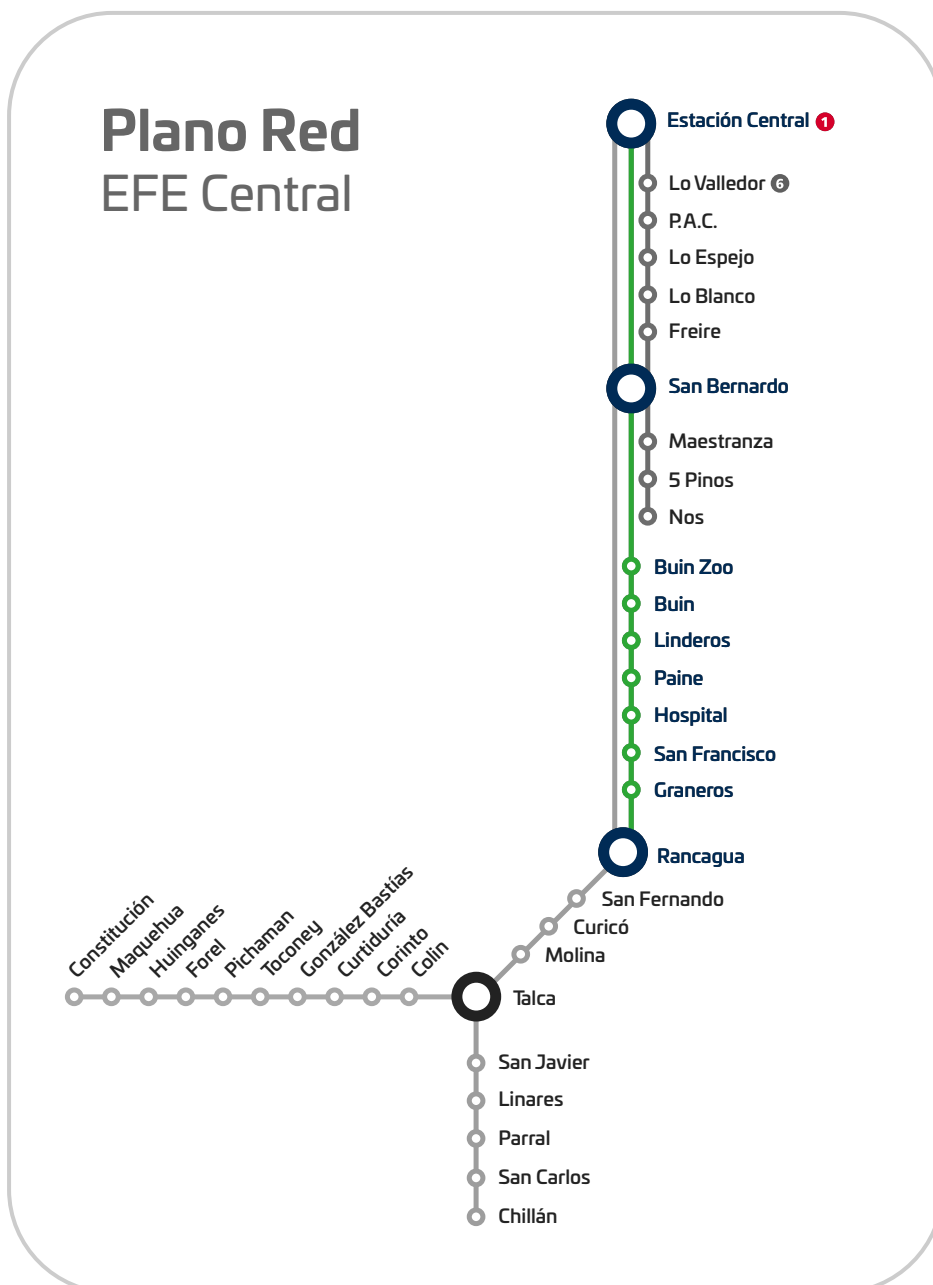 Plano Red
EFE Central
Estación Central 1
Lo Valledor 6
P.A.C.
Lo Espejo
Lo Blanco
Freire
San Bernardo
Maestranza
5 Pinos
Nos
Buin Zoo
Buin
Linderos
Paine
Hospital
San Francisco
Graneros
Rancagua
San Fernando
Curicó
Molina
Constitución
Maquehua
Huinganes
Forel
Pichaman
Toconey
González Bastías
Curtiduría
Corinto
Colin
Talca
San Javier
Linares
Parral
San Carlos
Chillán